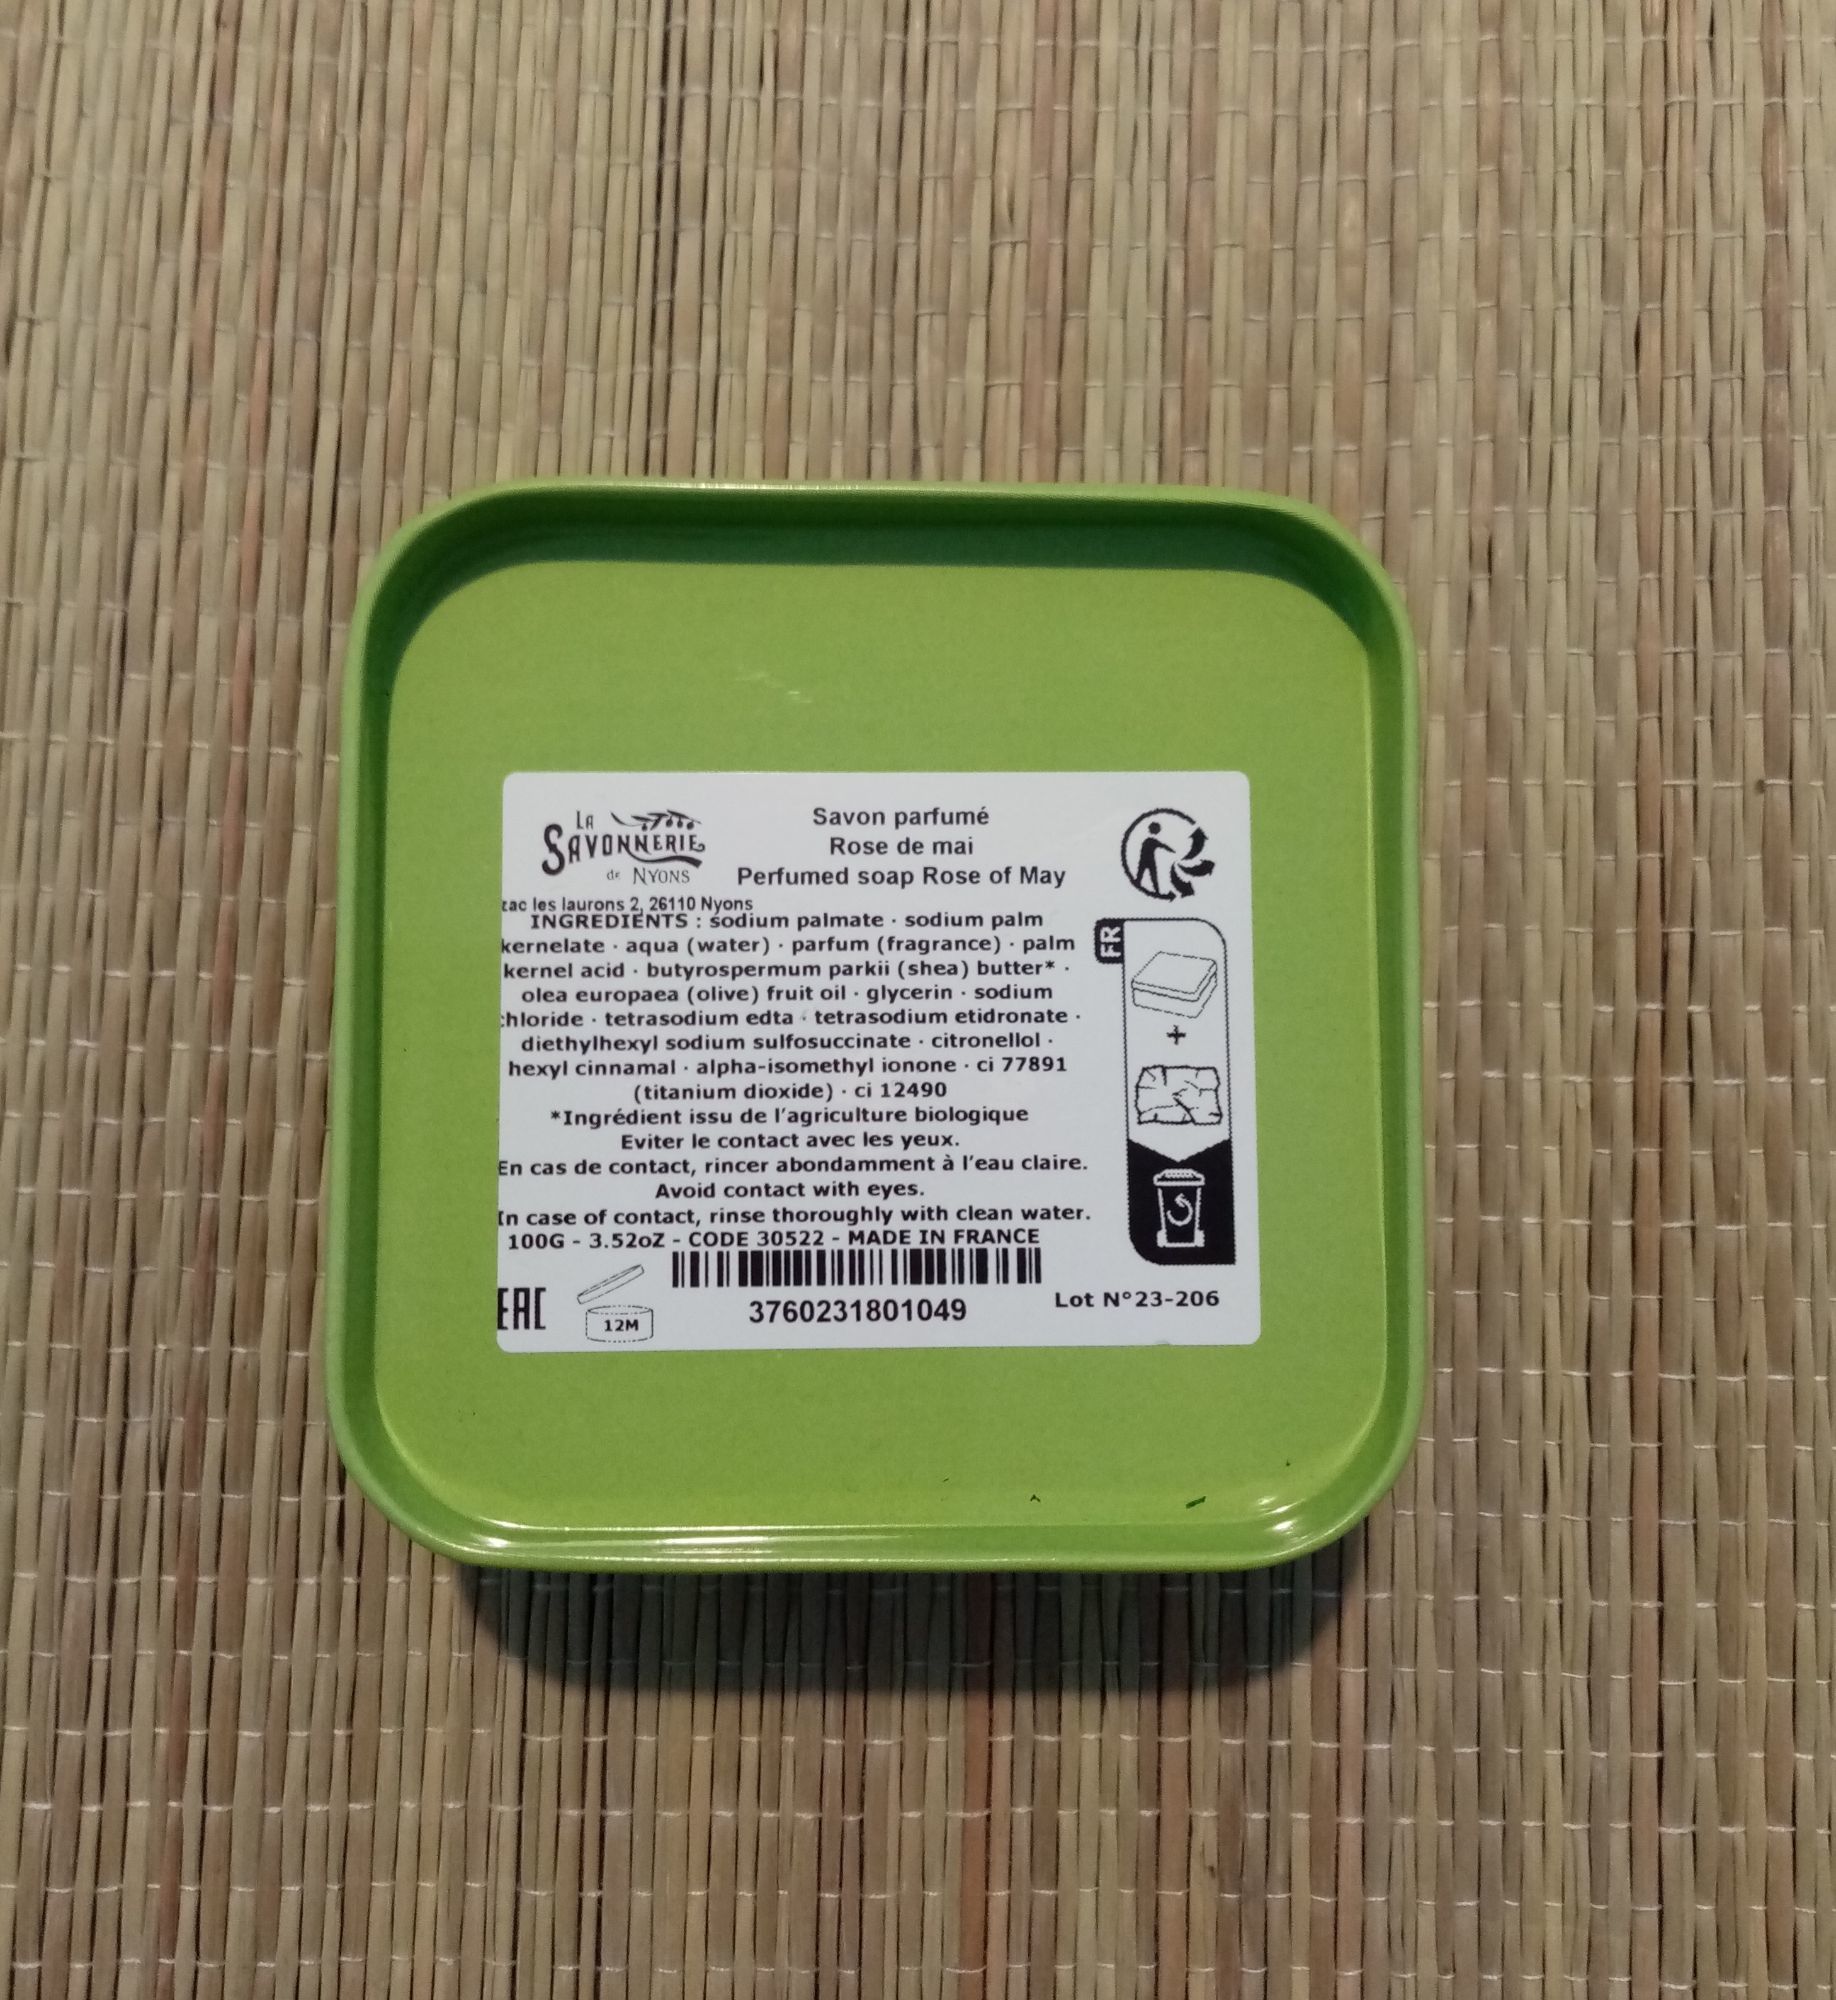 LA
SAVONNERIE
de NYONS
Savon parfumé
Rose de mai
Perfumed soap Rose of May
zac les laurons 2, 26110 Nyons
INGREDIENTS : sodium palmate · sodium palm
kernelate · aqua (water) · parfum (fragrance) · palm
kernel acid · butyrospermum parkii (shea) butter* ·
olea europaea (olive) fruit oil · glycerin · sodium
chloride · tetrasodium edta · tetrasodium etidronate ·
diethylhexyl sodium sulfosuccinate · citronellol ·
hexyl cinnamal · alpha-isomethyl ionone · ci 77891
(titanium dioxide) · ci 12490
*Ingrédient issu de l'agriculture biologique
Eviter le contact avec les yeux.
En cas de contact, rincer abondamment à l'eau claire.
Avoid contact with eyes.
In case of contact, rinse thoroughly with clean water.
100G - 3.52oZ - CODE 30522 - MADE IN FRANCE
EAC
12M
3760231801049
Lot N°23-206
FR